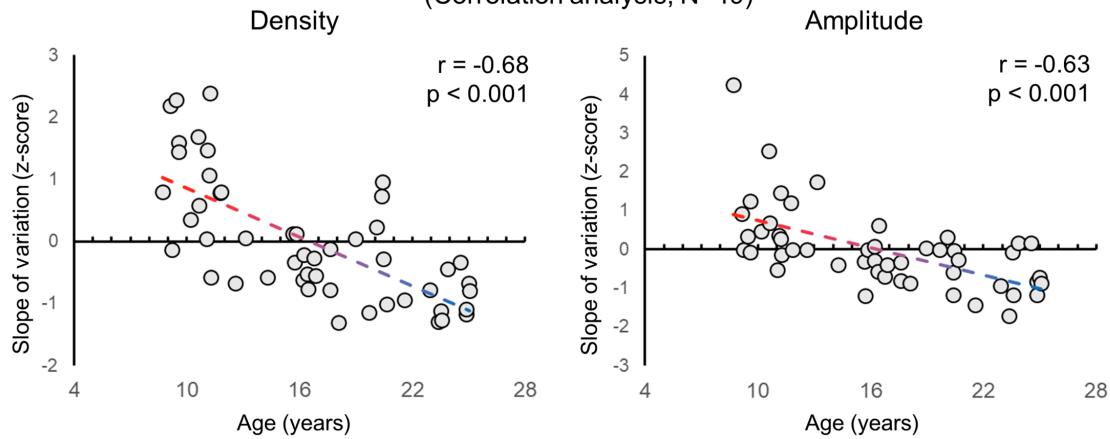 Density
3
2
1
0
-1
-2
4
10
16
22
28
Slope of variation (z-score)
Age (years)
r = -0.68
p < 0.001
Amplitude
5
4
3
2
1
0
-1
-2
-3
4
10
16
22
28
Slope of variation (z-score)
Age (years)
r = -0.63
p < 0.001